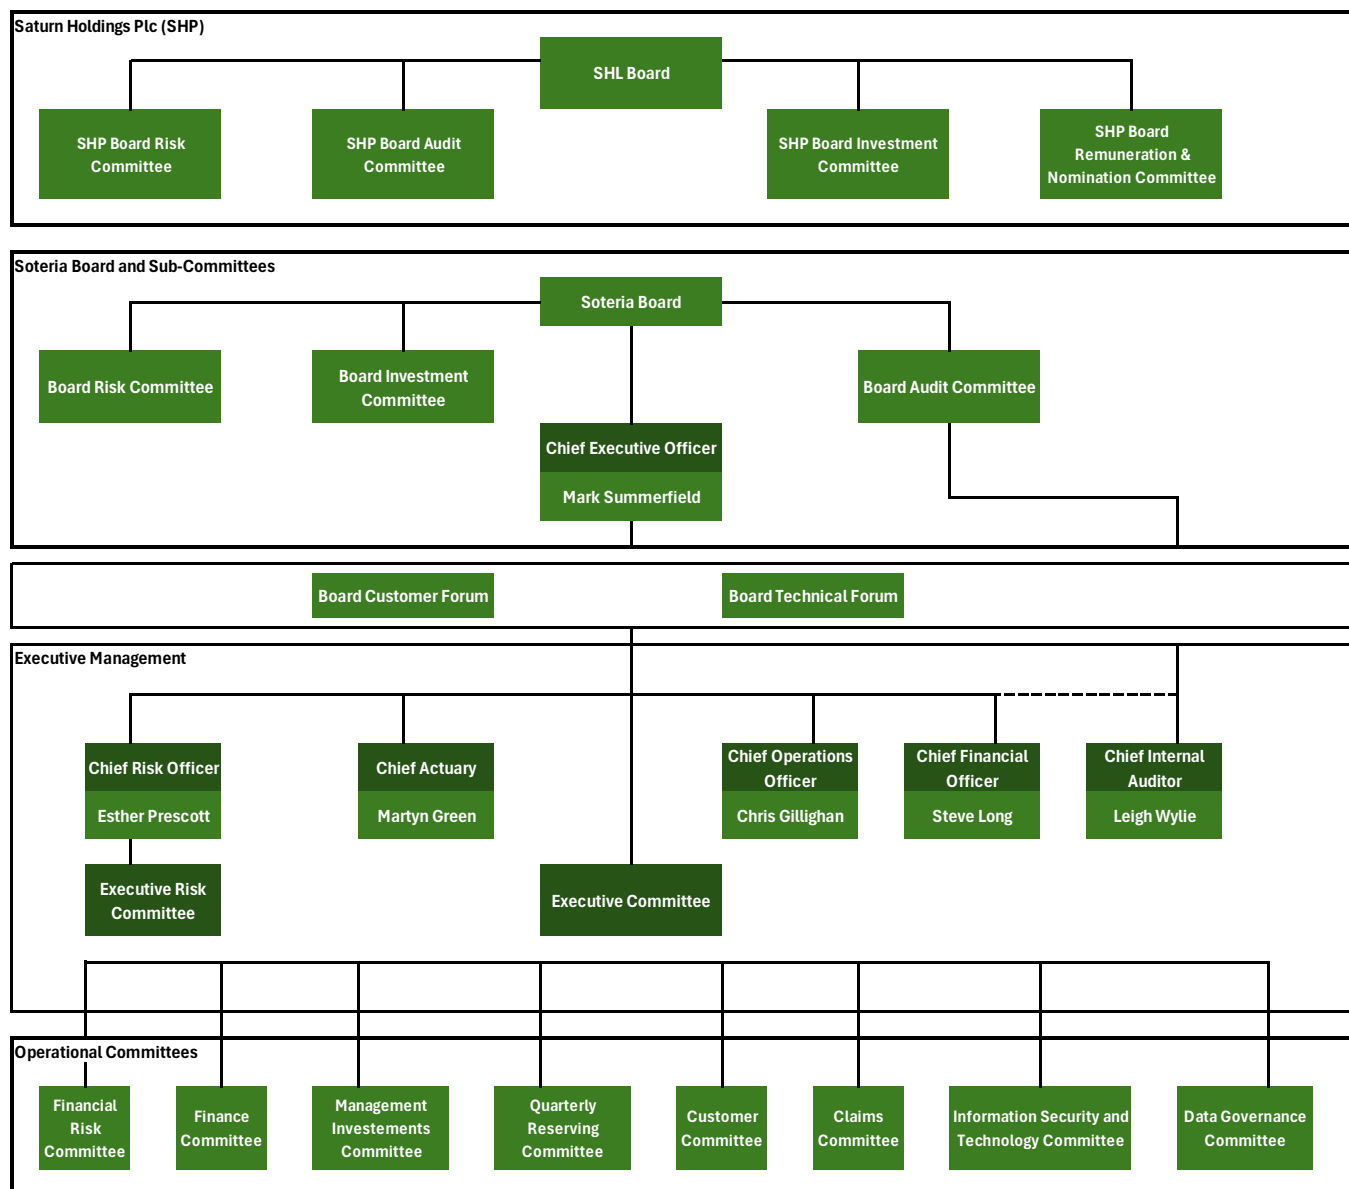 Saturn Holdings Plc (SHP)
SHL Board
SHP Board Risk
Committee
SHP Board Audit
Committee
SHP Board Investment
Committee
SHP Board
Remuneration &
Nomination Committee
Soteria Board and Sub-Committees
Soteria Board
Board Risk Committee
Board Investment
Committee
Board Audit Committee
Chief Executive Officer
Mark Summerfield
Board Customer Forum
Board Technical Forum
Executive Management
Chief Risk Officer
Esther Prescott
Chief Actuary
Martyn Green
Chief Operations
Officer
Chris Gillighan
Chief Financial
Officer
Steve Long
Chief Internal
Auditor
Leigh Wylie
Executive Risk
Committee
Executive Committee
Operational Committees
Financial
Risk
Committee
Finance
Committee
Management
Investements
Committee
Quarterly
Reserving
Committee
Customer
Committee
Claims
Committee
Information Security and
Technology Committee
Data Governance
Committee